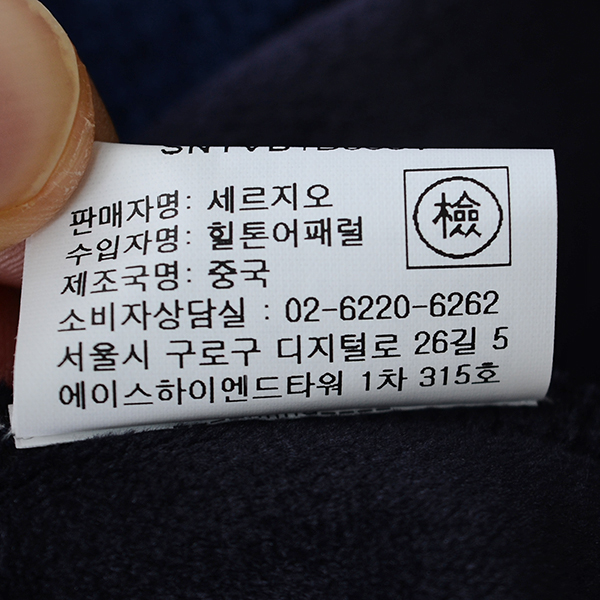 판매자명: 세르지오
수입자명: 힐톤어패럴
제조국명: 중국
檢
소비자상담실 : 02-6220-6262
서울시 구로구 디지털로 26길 5
에이스하이엔드타워 1차 315호